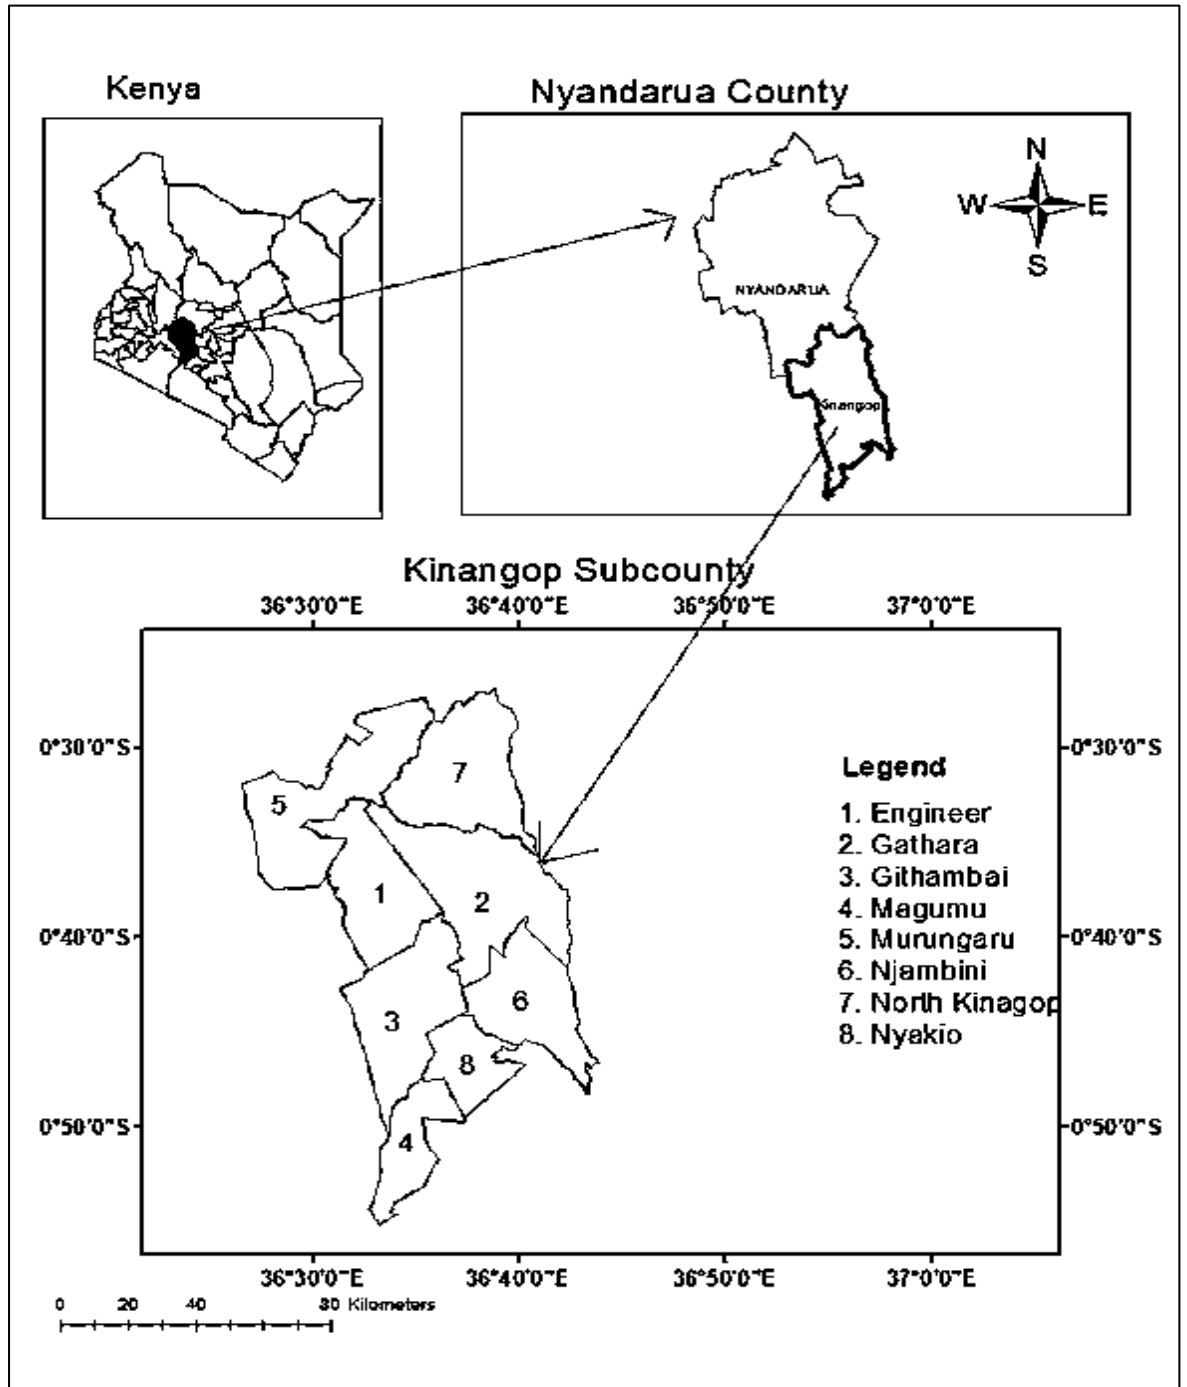 Kenya
Nyandarua County
N
W E
S
NYANDARUA
Kinangop
Kinangop Subcounty
36°30'0"E 36°40'0"E 36°50'0"E 37°0'0"E
0°30'0"S 0°30'0"S
7
5
Legend
1. Engineer
2. Gathara
3. Githambai
4. Magumu
5. Murungaru
6. Njambini
7. North Kinagop
8. Nyakio
1
2
0°40'0"S 0°40'0"S
6
3
8
0°50'0"S 0°50'0"S
4
36°30'0"E 36°40'0"E 36°50'0"E 37°0'0"E
0 20 40 80 Kilometers